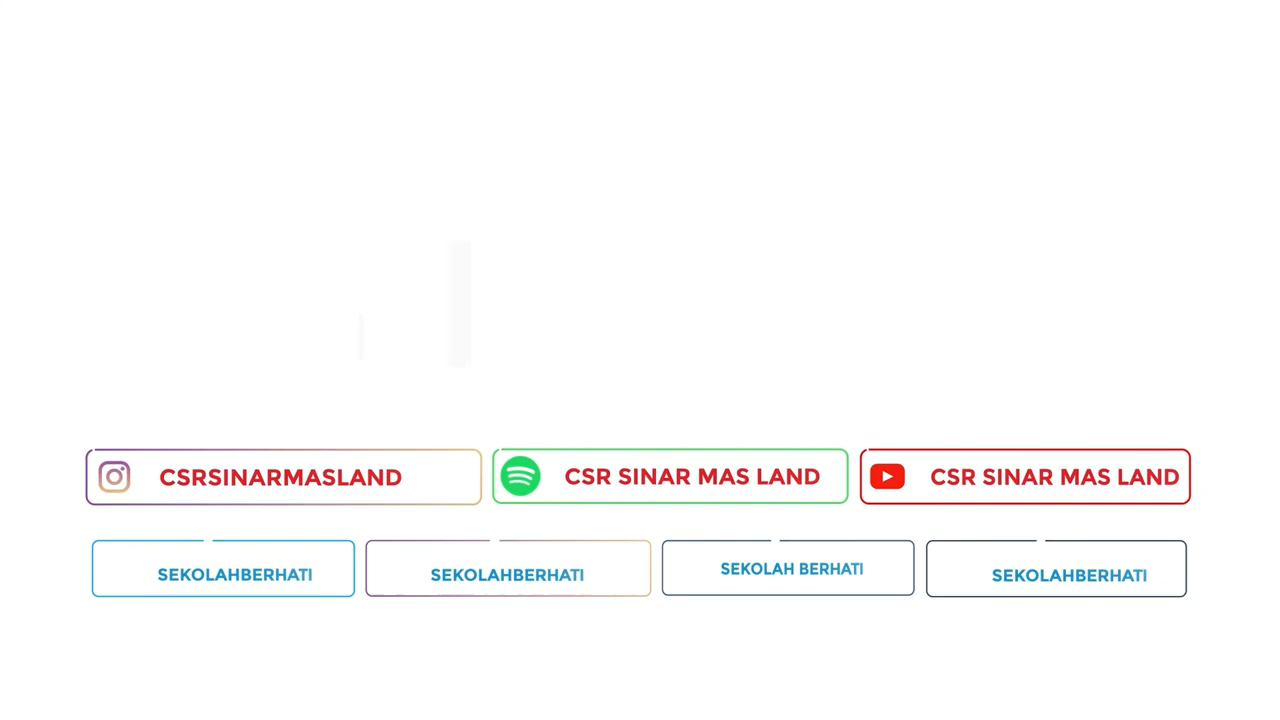 CSRSINARMASLAND
CSR SINAR MAS LAND
CSR SINAR MAS LAND
SEKOLAHBERHATI
SEKOLAHBERHATI
SEKOLAH BERHATI
SEKOLAHBERHATI